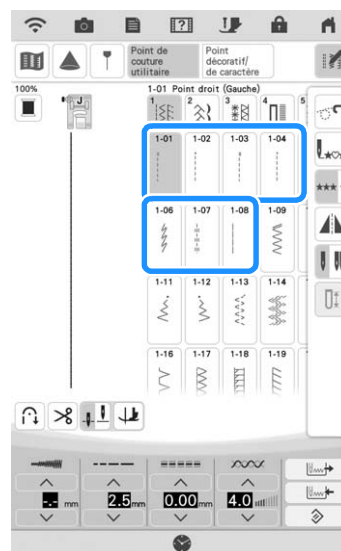 Point de couture utilitaire
Point décoratif/ de caractère
100%
1-01 Point droit (Gauche)
J
1 2 3 4 5
1-01 1-02 1-03 1-04
1-06 1-07 1-08 1-09
1-11 1-12 1-13 1-14
1-16 1-17 1-18 1-19
-.- mm 2.5 mm 0.00 mm 4.0